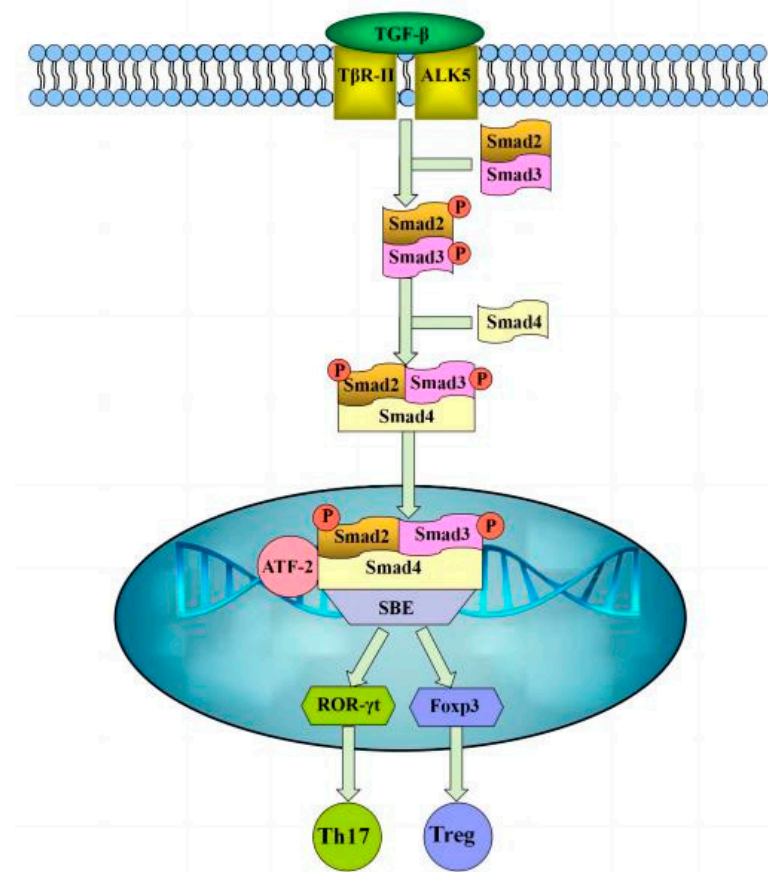 TGF-β
TβR-II
ALK5
Smad2
Smad3
P
Smad2
Smad3
P
Smad4
P
Smad2
Smad3
P
Smad4
P
Smad2
Smad3
P
ATF-2
Smad4
SBE
ROR-γt
Foxp3
Th17
Treg